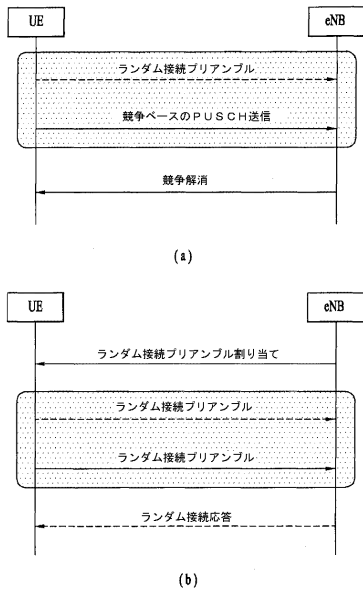 UE
eNB
ランダム接続プリアンブル
競争ベースのPUSCH送信
競争解消
(a)
UE
eNB
ランダム接続プリアンブル割り当て
ランダム接続プリアンブル
ランダム接続プリアンブル
ランダム接続応答
(b)